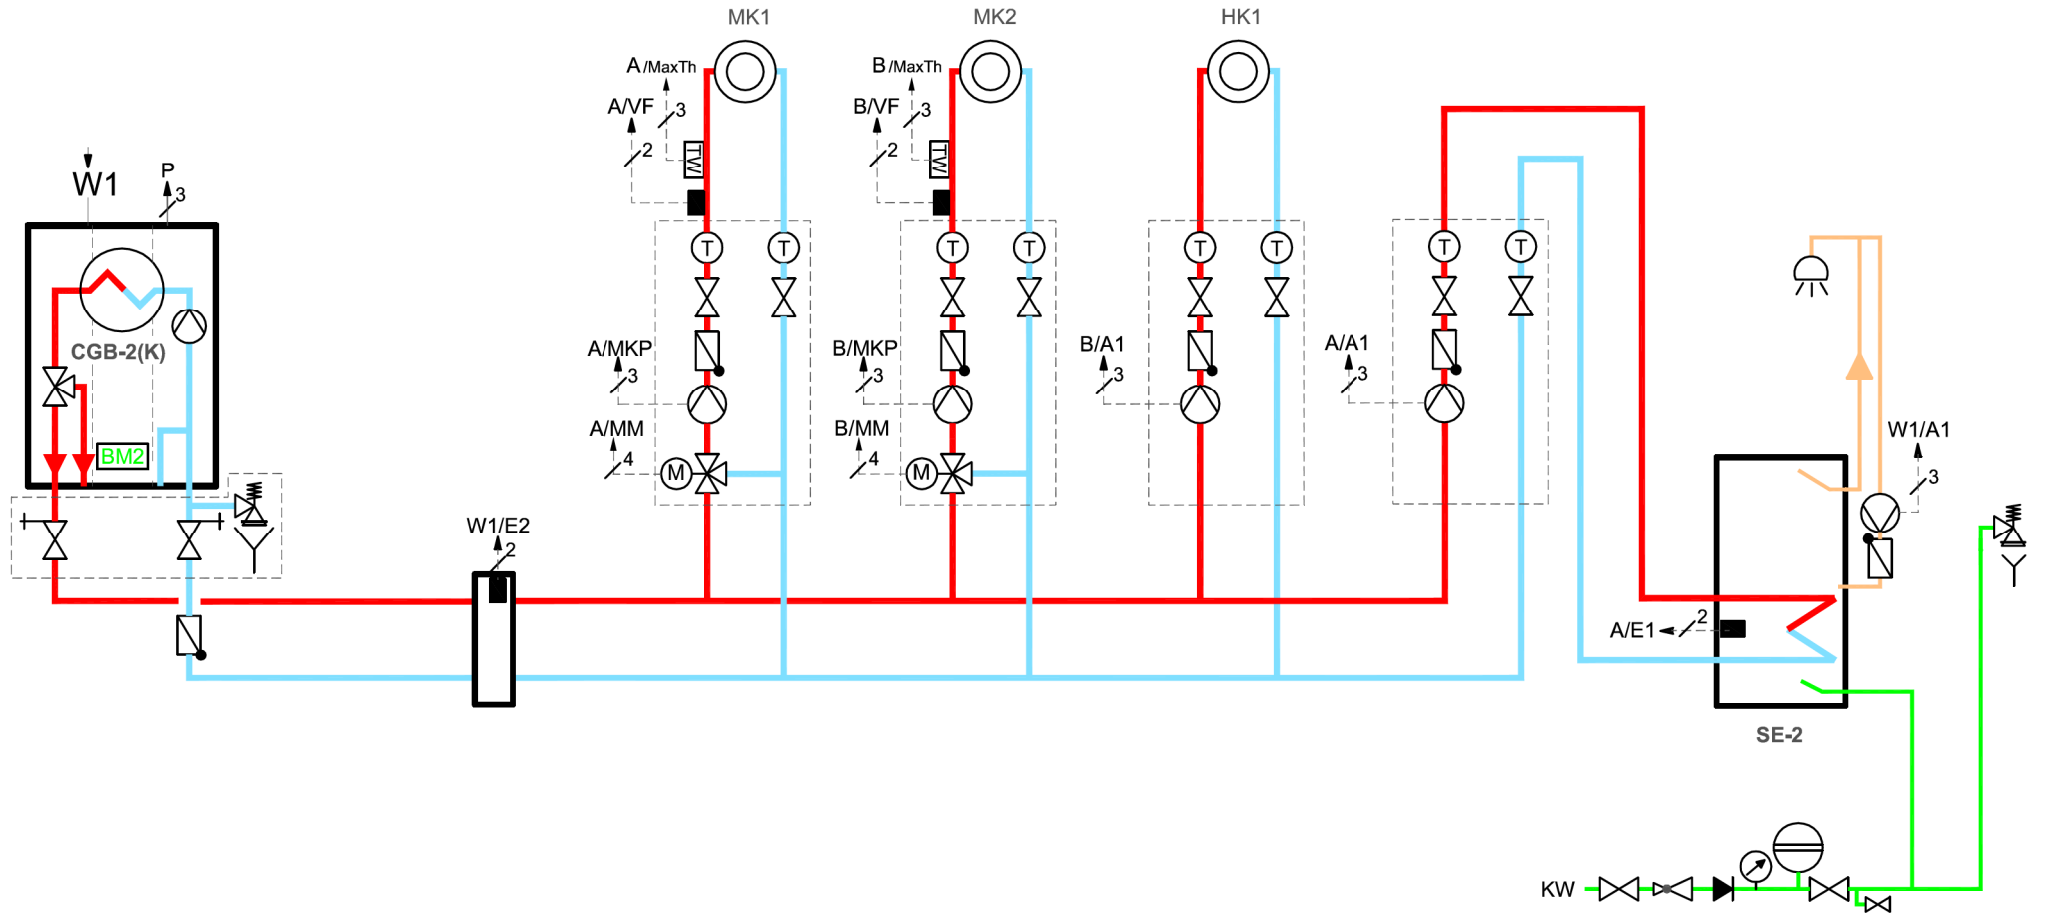 MK1
MK2
HK1
A/MaxTh
B/MaxTh
A/VF
3
B/VF
3
2
2
TW
TW
W1
P
3
T
T
T
T
T
T
T
T
CGB-2(K)
A/MKP
3
B/MKP
3
B/A1
3
A/A1
3
A/MM
4
M
B/MM
4
M
BM2
W1/A1
3
W1/E2
2
A/E1
2
SE-2
KW